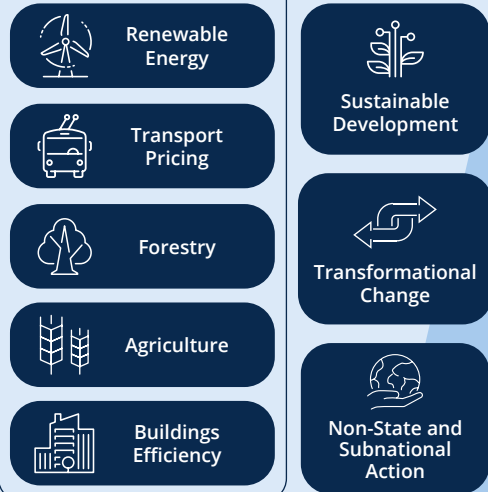 Renewable
Energy
Transport
Pricing
Forestry
Agriculture
Buildings
Efficiency
Sustainable
Development
Transformational
Change
Non-State and
Subnational
Action